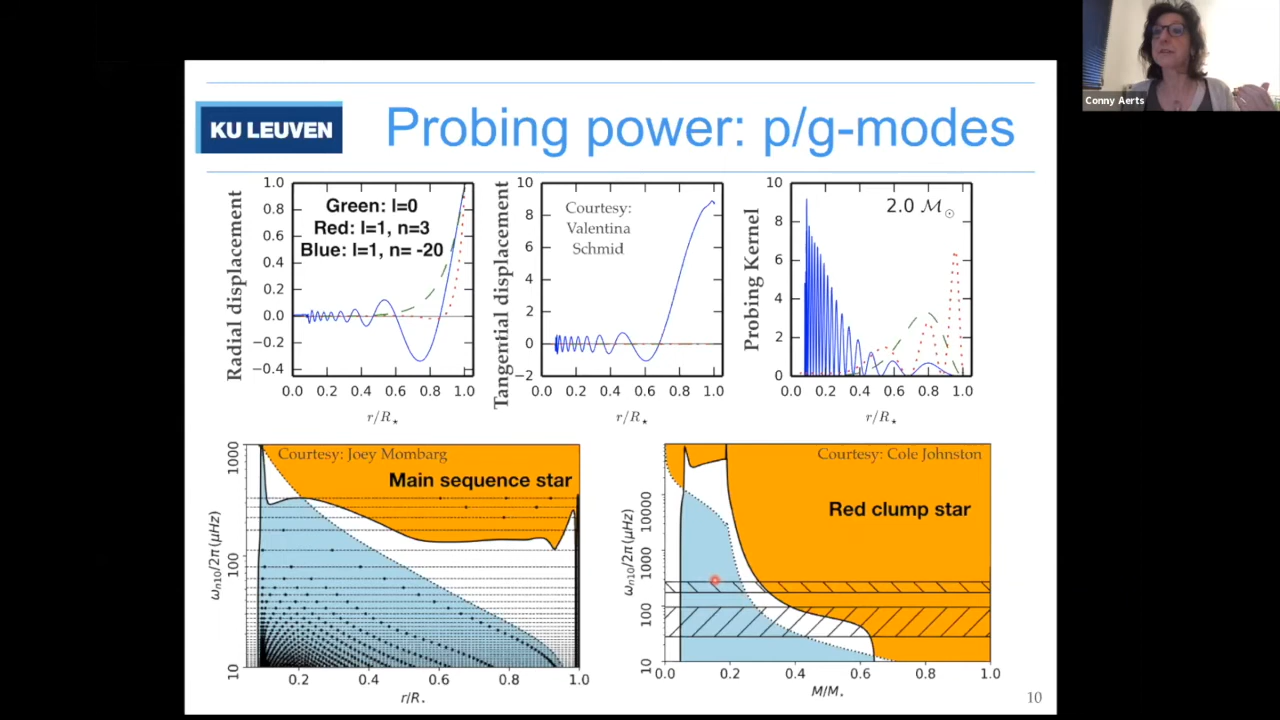 Conny Aerts
KU LEUVEN
Probing power: p/g-modes
Radial displacement
1.0
0.8
0.6
0.4
0.2
0.0
−0.2
−0.4
Green: l=0
Red: l=1, n=3
Blue: l=1, n= -20
0.0 0.2 0.4 0.6 0.8 1.0
r/R⋆
Tangential displacement
10
8
6
4
2
0
−2
Courtesy:
Valentina
Schmid
0.0 0.2 0.4 0.6 0.8 1.0
r/R⋆
Probing Kernel
10
8
6
4
2
0
2.0 M☉
0.0 0.2 0.4 0.6 0.8 1.0
r/R⋆
Courtesy: Joey Mombarg
Main sequence star
ωn10/2π (μHz)
1000
100
10
0.2 0.4 0.6 0.8 1.0
r/R⋆
Courtesy: Cole Johnston
Red clump star
ωn10/2π (μHz)
10000
1000
100
10
0.0 0.2 0.4 0.6 0.8 1.0
M/M⋆
10